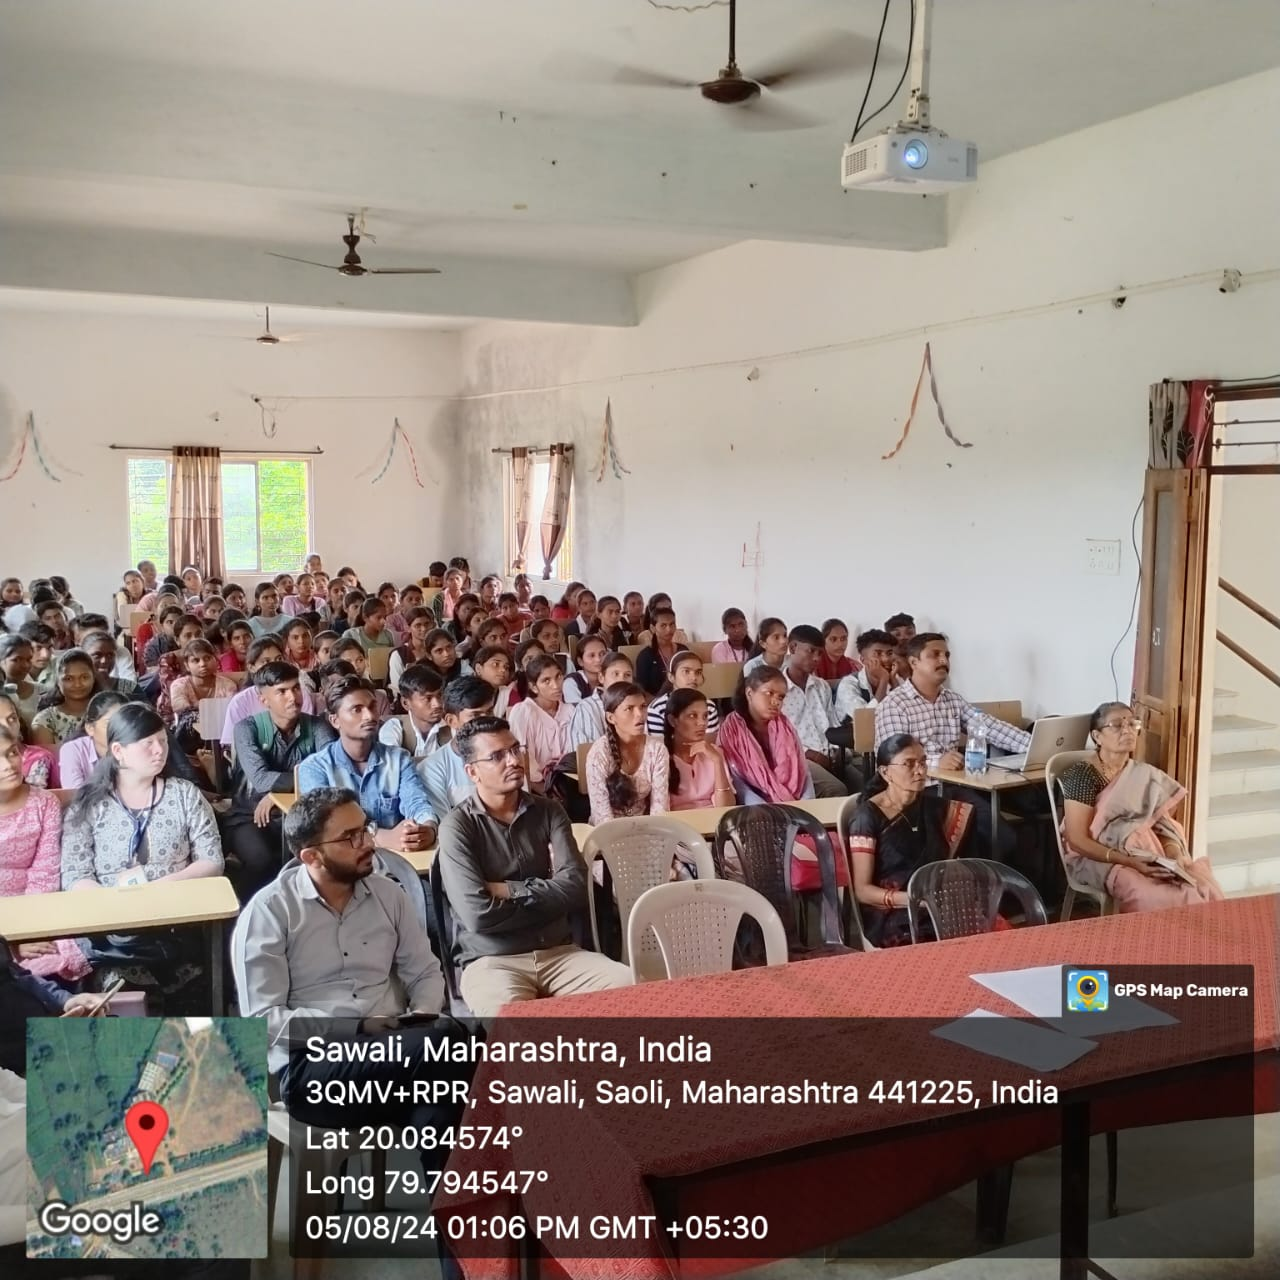 GPS Map Camera
Sawali, Maharashtra, India
3QMV+RPR, Sawali, Saoli, Maharashtra 441225, India
Lat 20.084574°
Long 79.794547°
05/08/24 01:06 PM GMT +05:30
Google
hp